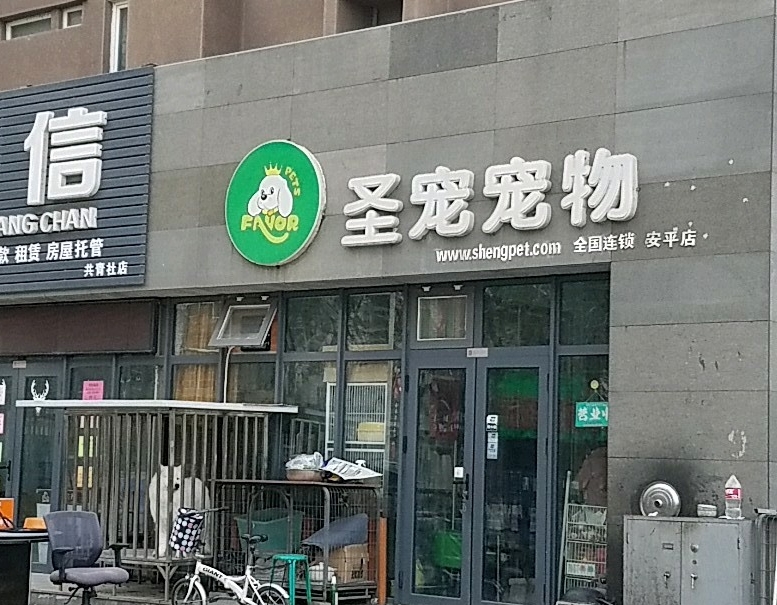 信
ANG CHAN
款 租赁 房屋托管
共青社店
PETS
FAVOR
圣宠宠物
www.shengpet.com 全国连锁 安平店
营业
GIANT